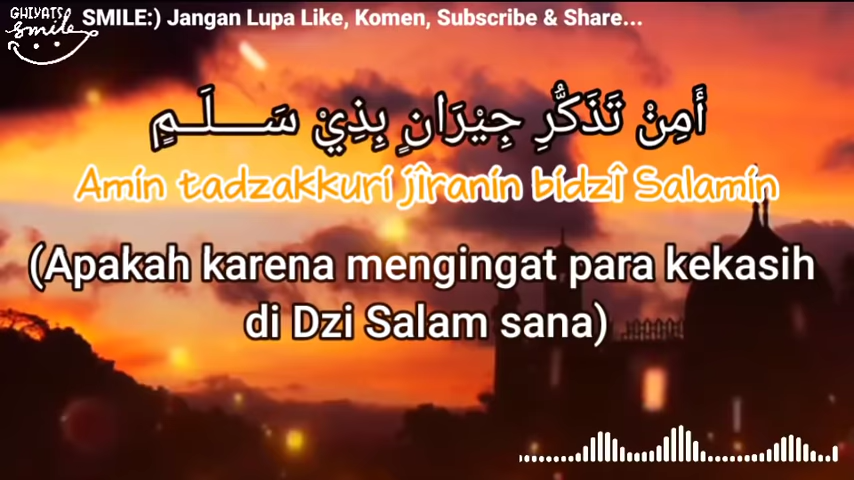 GHIYATS
smile
SMILE:) Jangan Lupa Like, Komen, Subscribe & Share...
أَمِنْ تَذَكُّرِ جِيْرَانٍ بِذِيْ سَـــلَـمٍ
Amin tadzakkuri jîranin bidzî Salamin
(Apakah karena mengingat para kekasih
di Dzi Salam sana)